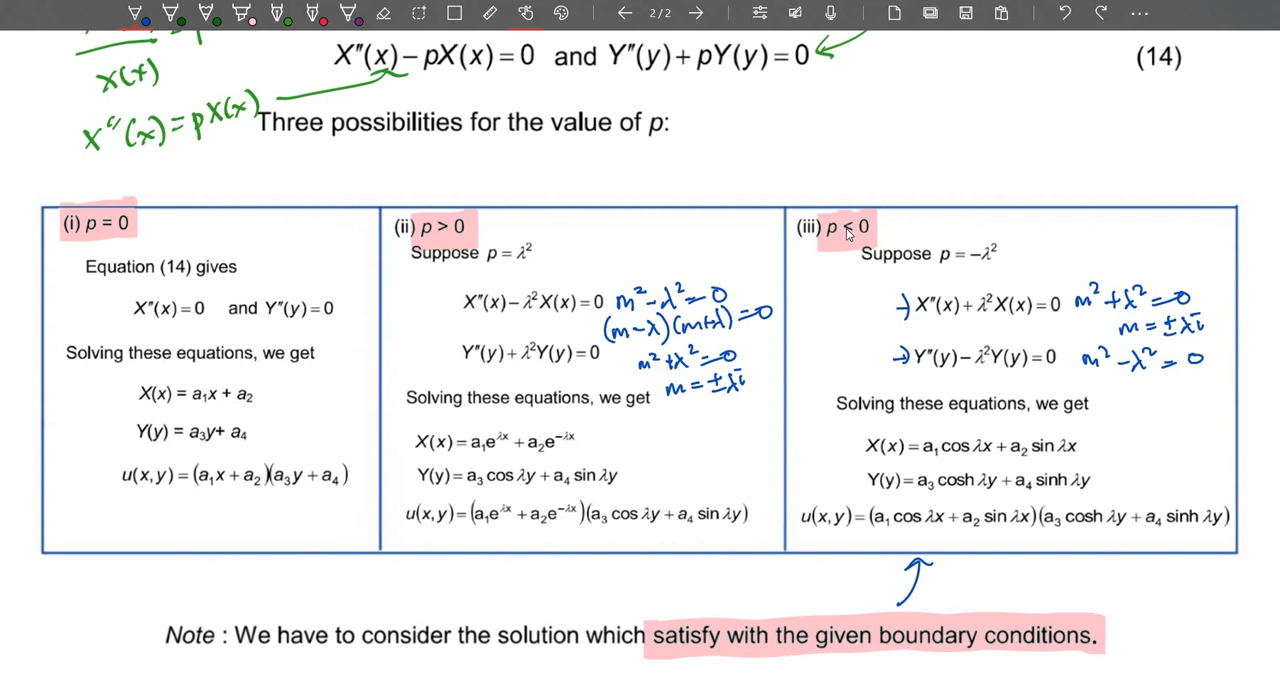 2/2
X(x)
X″(x) − pX(x) = 0 and Y″(y) + pY(y) = 0 (14)
X″(x) = pX(x)
Three possibilities for the value of p:
(i) p = 0
Equation (14) gives
X″(x) = 0 and Y″(y) = 0
Solving these equations, we get
X(x) = a₁x + a₂
Y(y) = a₃y + a₄
u(x,y) = (a₁x + a₂)(a₃y + a₄)
(ii) p > 0
Suppose p = λ²
X″(x) − λ²X(x) = 0 m² − λ² = 0
(m − λ)(m + λ) = 0
Y″(y) + λ²Y(y) = 0 m² + λ² = 0
m = ± λi
Solving these equations, we get
X(x) = a₁e^λx + a₂e^−λx
Y(y) = a₃ cos λy + a₄ sin λy
u(x,y) = (a₁e^λx + a₂e^−λx)(a₃ cos λy + a₄ sin λy)
(iii) p < 0
Suppose p = −λ²
→ X″(x) + λ²X(x) = 0 m² + λ² = 0
m = ± λi
→ Y″(y) − λ²Y(y) = 0 m² − λ² = 0
Solving these equations, we get
X(x) = a₁ cos λx + a₂ sin λx
Y(y) = a₃ cosh λy + a₄ sinh λy
u(x,y) = (a₁ cos λx + a₂ sin λx)(a₃ cosh λy + a₄ sinh λy)
Note : We have to consider the solution which satisfy with the given boundary conditions.